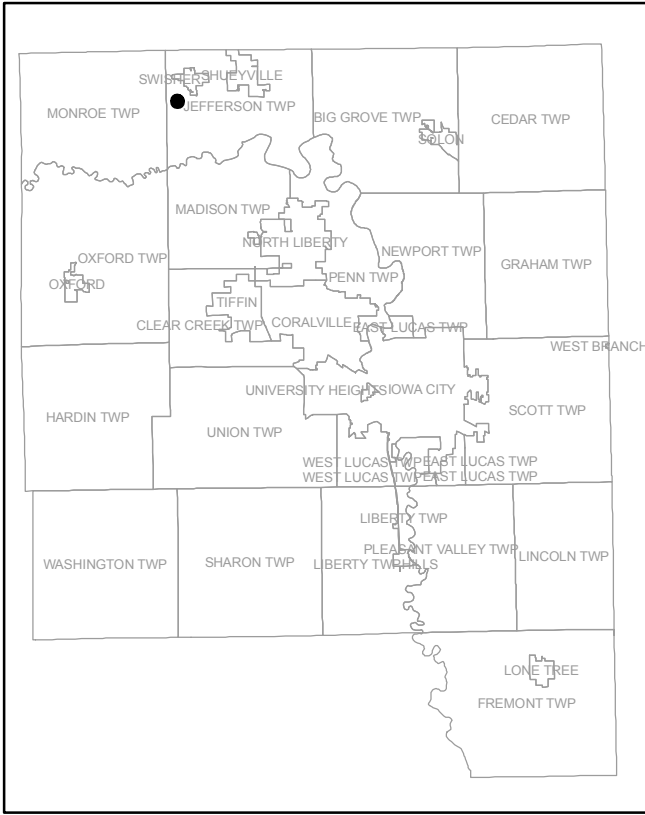 SWISHER
SHUEYVILLE
MONROE TWP
JEFFERSON TWP
BIG GROVE TWP
CEDAR TWP
SOLON
MADISON TWP
NORTH LIBERTY
NEWPORT TWP
GRAHAM TWP
OXFORD TWP
OXFORD
PENN TWP
TIFFIN
CLEAR CREEK TWP
CORALVILLE
EAST LUCAS TWP
WEST BRANCH
UNIVERSITY HEIGHTS
IOWA CITY
HARDIN TWP
UNION TWP
SCOTT TWP
WEST LUCAS TWP
EAST LUCAS TWP
WEST LUCAS TWP
EAST LUCAS TWP
LIBERTY TWP
PLEASANT VALLEY TWP
WASHINGTON TWP
SHARON TWP
LIBERTY TWP
HILLS
LINCOLN TWP
LONE TREE
FREMONT TWP